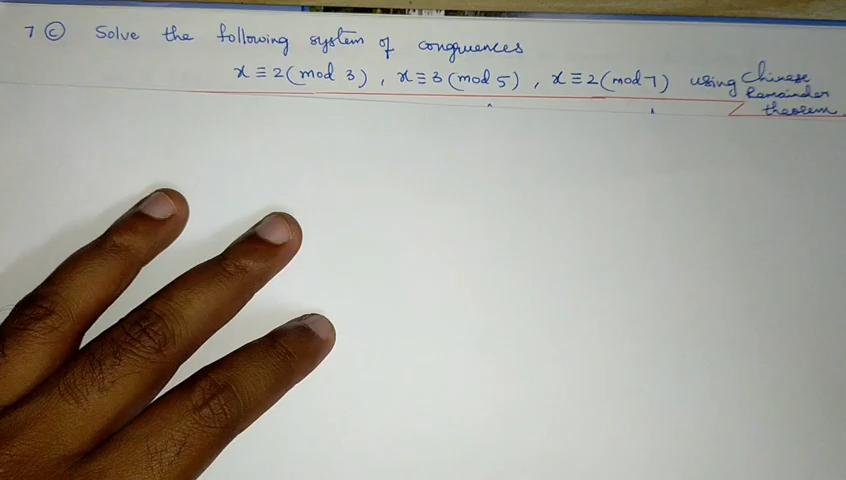 7 (C) Solve the following system of congruences
x ≡ 2 (mod 3), x ≡ 3 (mod 5), x ≡ 2 (mod 7) using Chinese
Remainder
theorem